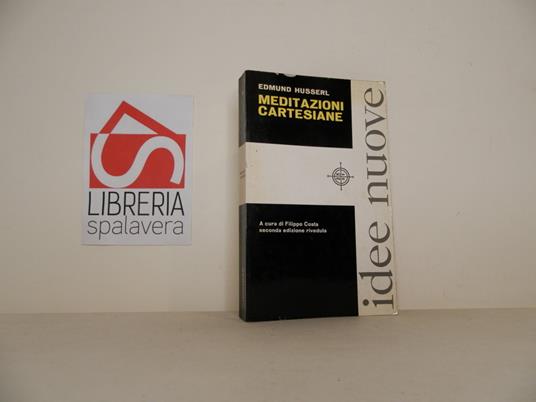 LIBRERIA
spalavera
EDMUND HUSSERL
MEDITAZIONI
CARTESIANE
A cura di Filippo Costa
seconda edizione riveduta
idee nuove